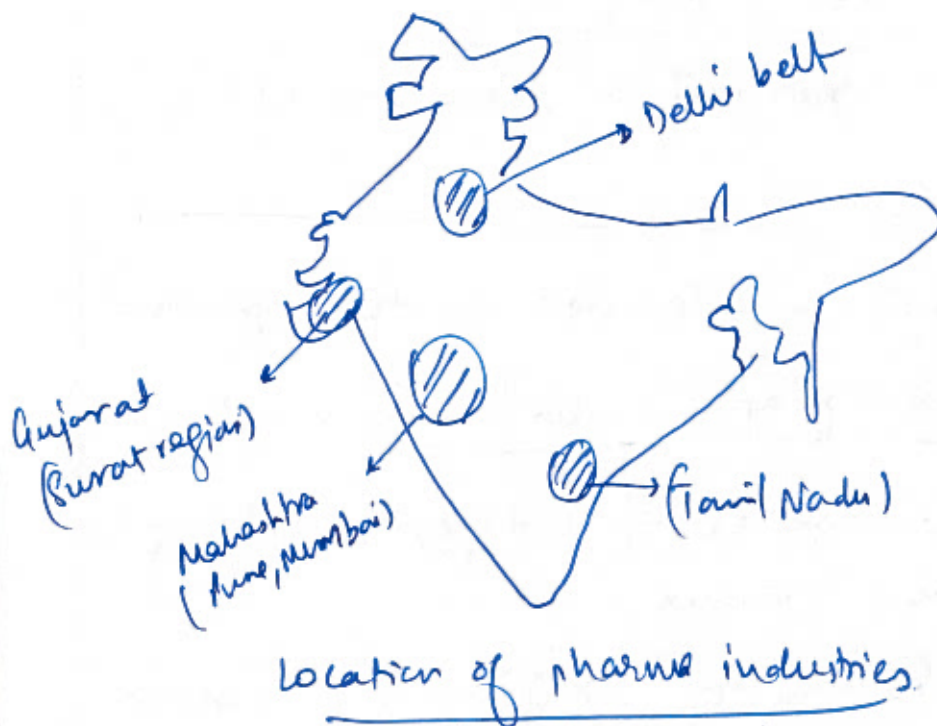 Delhi belt
Gujarat
(Surat region)
Mahashtra
(Pune, Mumbai)
(Tamil Nadu)
Location of pharma industries